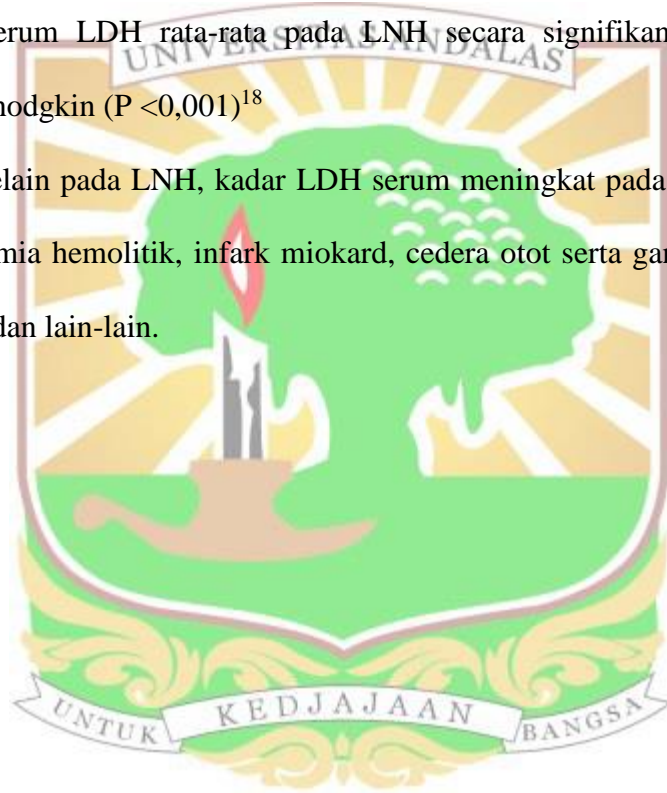 erum LDH rata-rata pada LNH secara signifikan
UNIVERSITAS ANDALAS
hodgkin (P <0,001)18
elain pada LNH, kadar LDH serum meningkat pada
mia hemolitik, infark miokard, cedera otot serta gar
dan lain-lain.
UNTUK KEDJAJAAN BANGSA